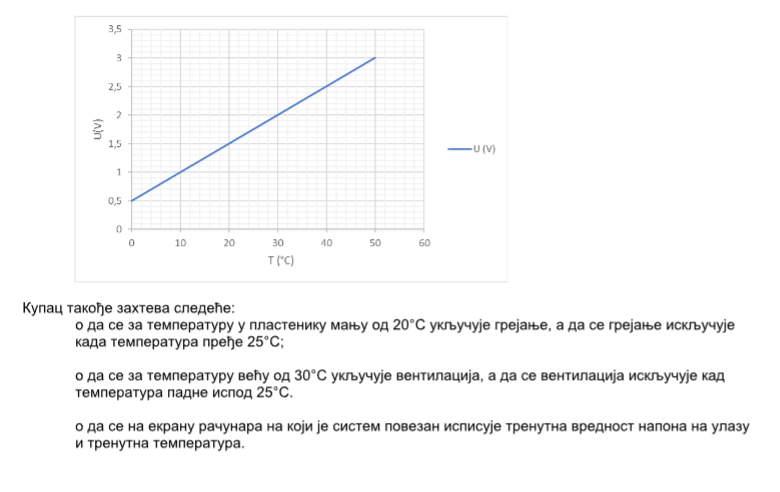 3,5
3
2,5
2
1,5
1
0,5
0
U(V)
0 10 20 30 40 50 60
T (°C)
U (V)
Купац такође захтева следеће:
o да се за температуру у пластенику мању од 20°C укључује грејање, а да се грејање искључује
када температура пређе 25°C;
o да се за температуру већу од 30°C укључује вентилација, а да се вентилација искључује кад
температура падне испод 25°C.
o да се на екрану рачунара на који је систем повезан исписује тренутна вредност напона на улазу
и тренутна температура.